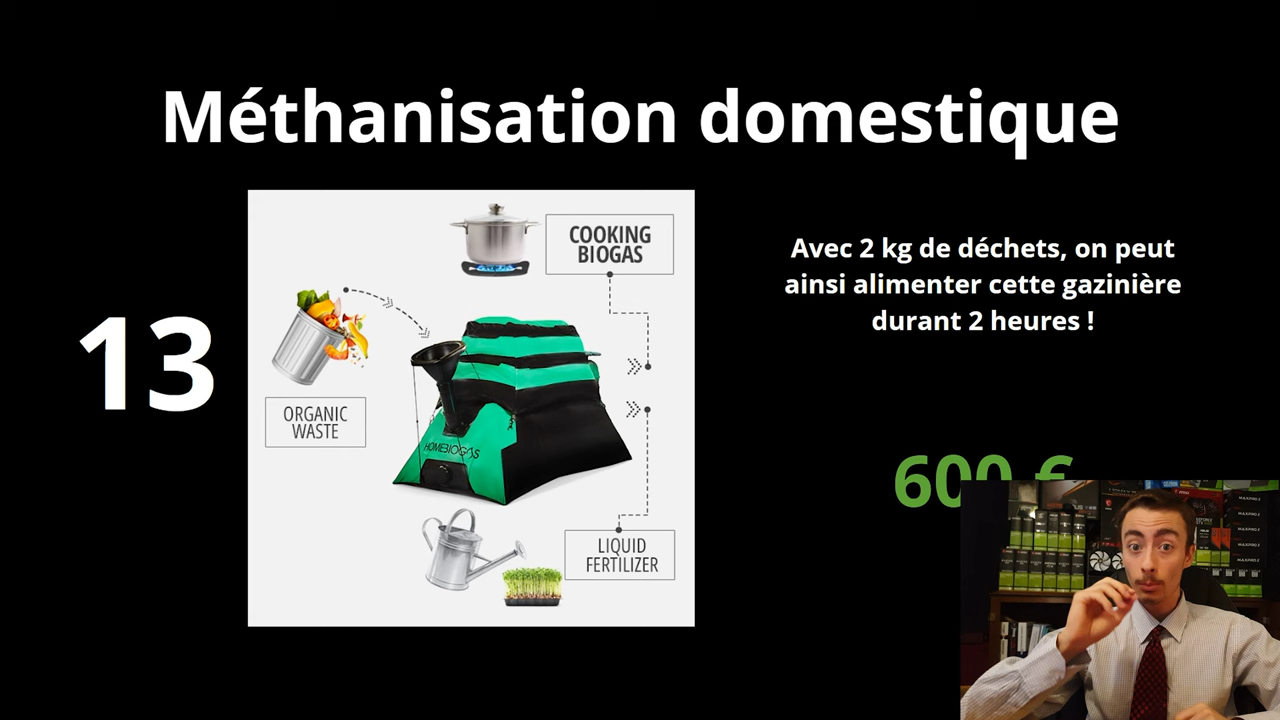 Méthanisation domestique
13
COOKING
BIOGAS
ORGANIC
WASTE
HOMEBIOGAS
LIQUID
FERTILIZER
Avec 2 kg de déchets, on peut
ainsi alimenter cette gazinière
durant 2 heures !
600 €